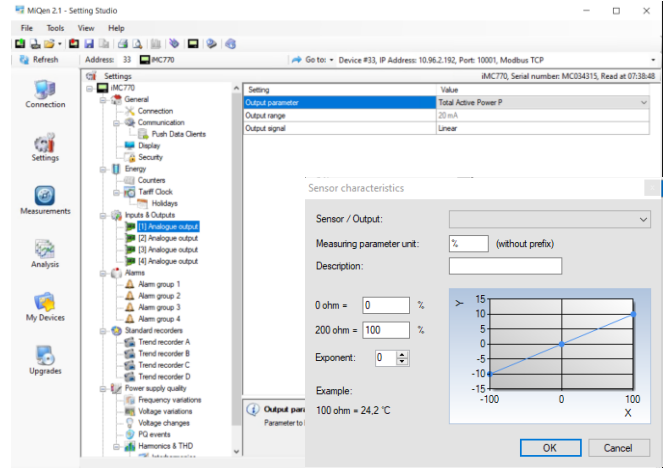 MiQen 2.1 - Setting Studio
File Tools View Help
Refresh Address: 33 MC770 Go to: Device #33, IP Address: 10.96.2.192, Port: 10001, Modbus TCP
Settings iMC770, Serial number: MC034315, Read at 07:38:48
Connection
Settings
Measurements
Analysis
My Devices
Upgrades
iMC770
General
Connection
Communication
Push Data Clients
Display
Security
Energy
Counters
Tariff Clock
Holidays
Inputs & Outputs
[1] Analogue output
[2] Analogue output
[3] Analogue output
[4] Analogue output
Alarms
Alarm group 1
Alarm group 2
Alarm group 3
Alarm group 4
Standard recorders
Trend recorder A
Trend recorder B
Trend recorder C
Trend recorder D
Power supply quality
Frequency variations
Voltage variations
Voltage changes
PQ events
Harmonics & THD
Setting Value
Output parameter Total Active Power P
Output range 20 mA
Output signal Linear
Output para
Parameter to
Sensor characteristics
Sensor / Output:
Measuring parameter unit: % (without prefix)
Description:
0 ohm = 0 %
200 ohm = 100 %
Exponent: 0
Example:
100 ohm = 24,2 °C
Y
15
10
5
0
-5
-10
-15
-100 0 100
X
OK Cancel